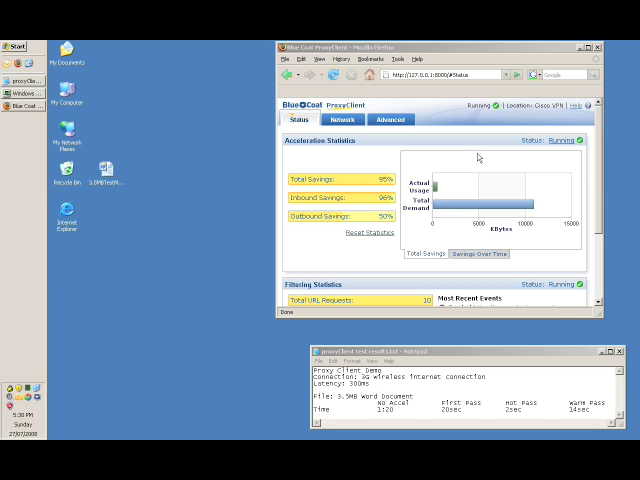 Start
My Documents
proxyClie...
Windows ...
Blue Coat ...
My Computer
My Network
Places
Recycle Bin
3.5MBTestM...
Internet
Explorer
5:30 PM
Sunday
27/07/2008
Blue Coat ProxyClient - Mozilla Firefox
File Edit View History Bookmarks Tools Help
http://127.0.0.1:8000/#Status
Google
Blue Coat ProxyClient
Running | Location: Cisco VPN | Help
Status Network Advanced
Acceleration Statistics Status: Running
Total Savings: 95%
Inbound Savings: 96%
Outbound Savings: 50%
Reset Statistics
Actual
Usage
Total
Demand
0 5000 10000 15000
KBytes
Total Savings Savings Over Time
Filtering Statistics Status: Running
Total URL Requests: 10
Most Recent Events
Done
proxyClient test results.txt - Notepad
File Edit Format View Help
Proxy Client Demo
Connection: 3G wireless internet connection
Latency: 300ms
File: 3.5MB Word Document
No Accel First Pass Hot Pass Warm Pass
Time 1:20 20sec 2sec 14sec